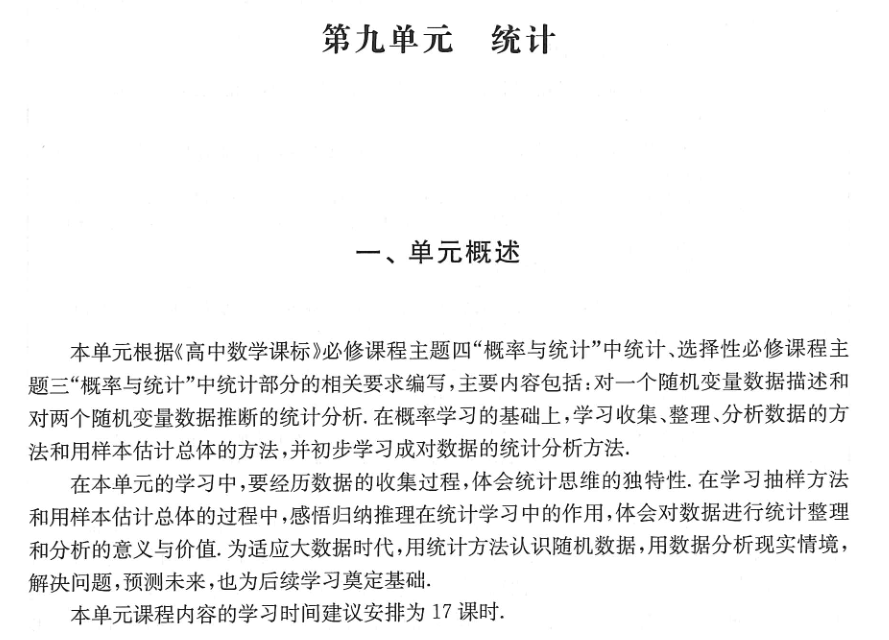 第九单元 统计
一、单元概述
本单元根据《高中数学课标》必修课程主题四“概率与统计”中统计、选择性必修课程主
题三“概率与统计”中统计部分的相关要求编写,主要内容包括:对一个随机变量数据描述和
对两个随机变量数据推断的统计分析. 在概率学习的基础上,学习收集、整理、分析数据的方
法和用样本估计总体的方法,并初步学习成对数据的统计分析方法.
在本单元的学习中,要经历数据的收集过程,体会统计思维的独特性. 在学习抽样方法
和用样本估计总体的过程中,感悟归纳推理在统计学习中的作用,体会对数据进行统计整理
和分析的意义与价值. 为适应大数据时代,用统计方法认识随机数据,用数据分析现实情境,
解决问题,预测未来,也为后续学习奠定基础.
本单元课程内容的学习时间建议安排为 17 课时.